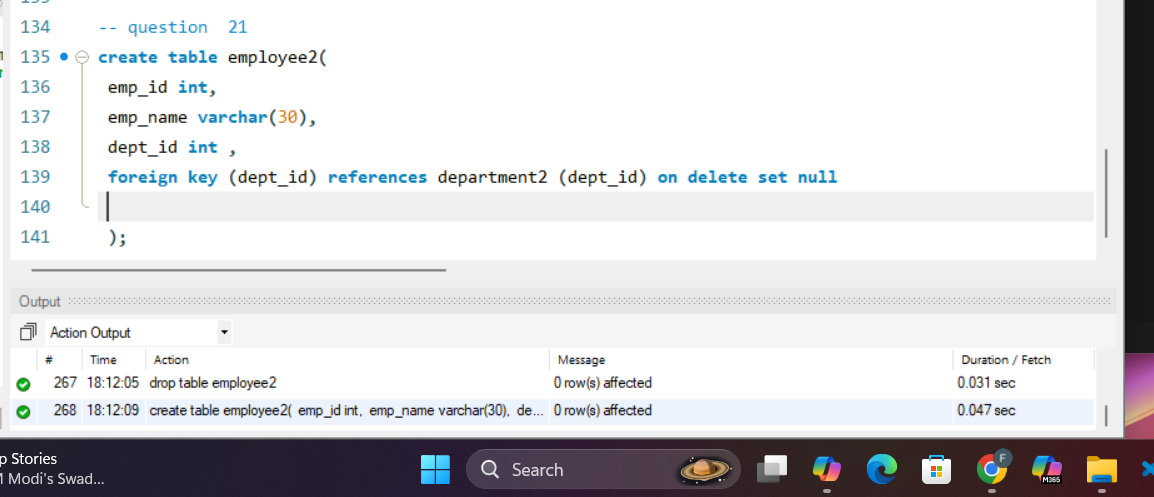 134 -- question 21
135 create table employee2(
136 emp_id int,
137 emp_name varchar(30),
138 dept_id int ,
139 foreign key (dept_id) references department2 (dept_id) on delete set null
140
141 );
Output
Action Output
# Time Action Message Duration / Fetch
267 18:12:05 drop table employee2 0 row(s) affected 0.031 sec
268 18:12:09 create table employee2( emp_id int, emp_name varchar(30), de... 0 row(s) affected 0.047 sec
p Stories
Modi's Swad...
Search
F
M365